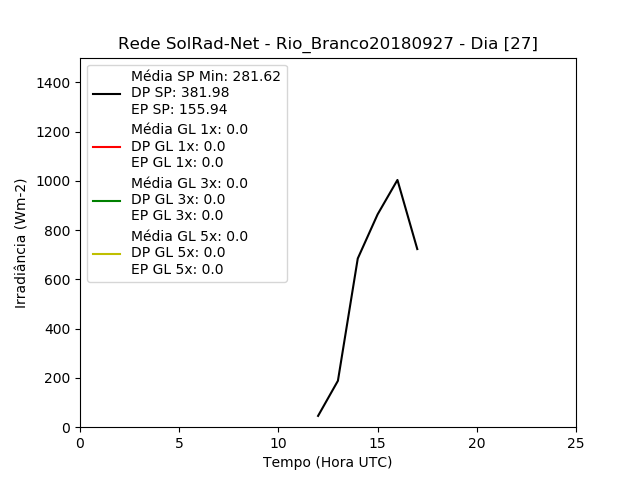 Rede SolRad-Net - Rio_Branco20180927 - Dia [27]
Média SP Min: 281.62
DP SP: 381.98
EP SP: 155.94
Média GL 1x: 0.0
DP GL 1x: 0.0
EP GL 1x: 0.0
Média GL 3x: 0.0
DP GL 3x: 0.0
EP GL 3x: 0.0
Média GL 5x: 0.0
DP GL 5x: 0.0
EP GL 5x: 0.0
Irradiância (Wm-2)
1400
1200
1000
800
600
400
200
0
0 5 10 15 20 25
Tempo (Hora UTC)